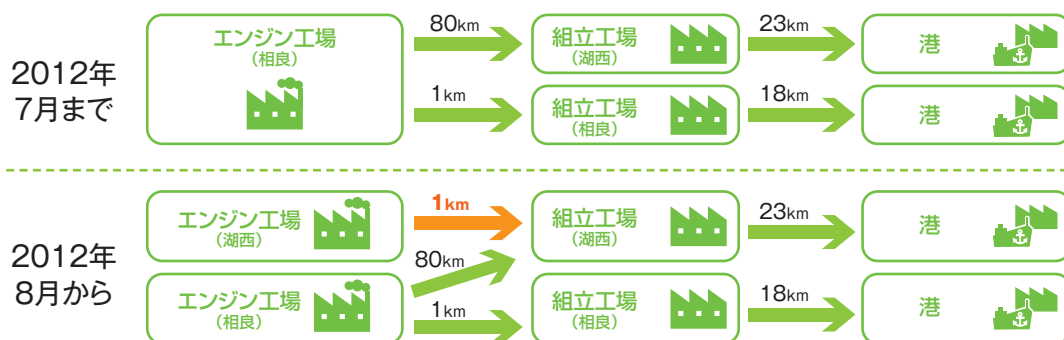 2012年
7月まで
エンジン工場
(相良)
80km
組立工場
(湖西)
23km
港
1km
組立工場
(相良)
18km
港
2012年
8月から
エンジン工場
(湖西)
1km
組立工場
(湖西)
23km
港
エンジン工場
(相良)
80km
1km
組立工場
(相良)
18km
港